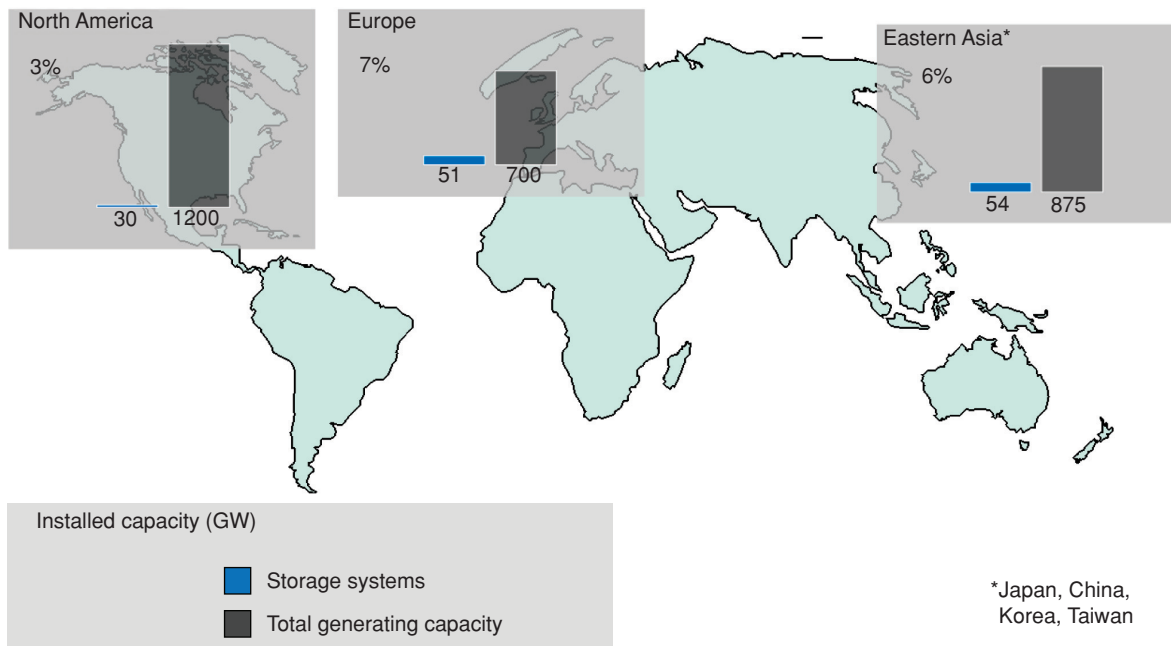 North America
3%
30
1200
Europe
7%
51
700
Eastern Asia*
6%
54
875
Installed capacity (GW)
Storage systems
Total generating capacity
*Japan, China,
Korea, Taiwan